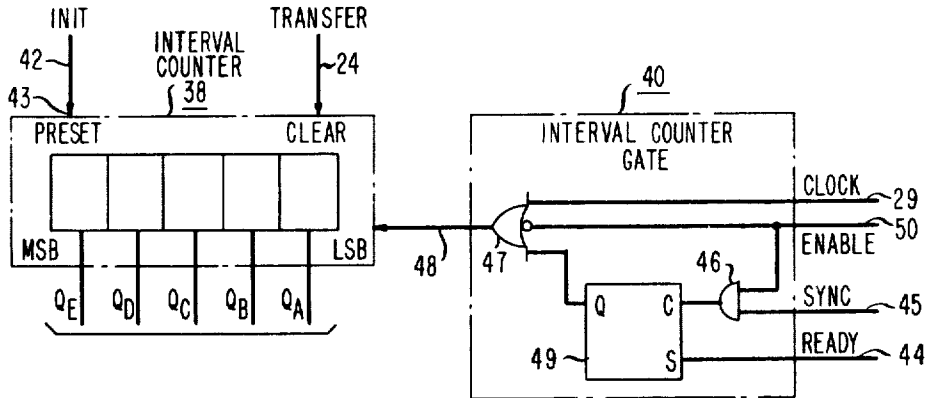 INIT
TRANSFER
42
INTERVAL
COUNTER
38
24
43
PRESET
CLEAR
MSB
LSB
QE
QD
QC
QB
QA
48
40
INTERVAL COUNTER
GATE
CLOCK
29
50
ENABLE
47
46
SYNC
45
Q
C
READY
44
49
S